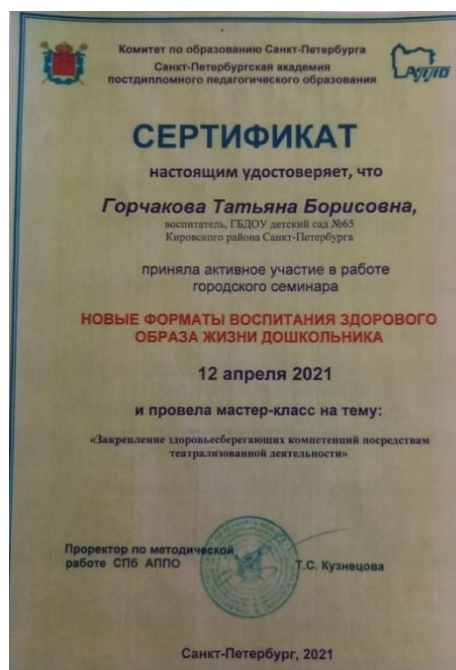 Комитет по образованию Санкт-Петербурга
Санкт-Петербургская академия
постдипломного педагогического образования
АППО
СЕРТИФИКАТ
настоящим удостоверяет, что
Горчакова Татьяна Борисовна,
воспитатель, ГБДОУ детский сад №65
Кировского района Санкт-Петербурга
приняла активное участие в работе
городского семинара
НОВЫЕ ФОРМАТЫ ВОСПИТАНИЯ ЗДОРОВОГО
ОБРАЗА ЖИЗНИ ДОШКОЛЬНИКА
12 апреля 2021
и провела мастер-класс на тему:
«Закрепление здоровьесберегающих компетенций посредствам
театрализованной деятельности»
Проректор по методической
работе СПб АППО
Т.С. Кузнецова
Санкт-Петербург, 2021